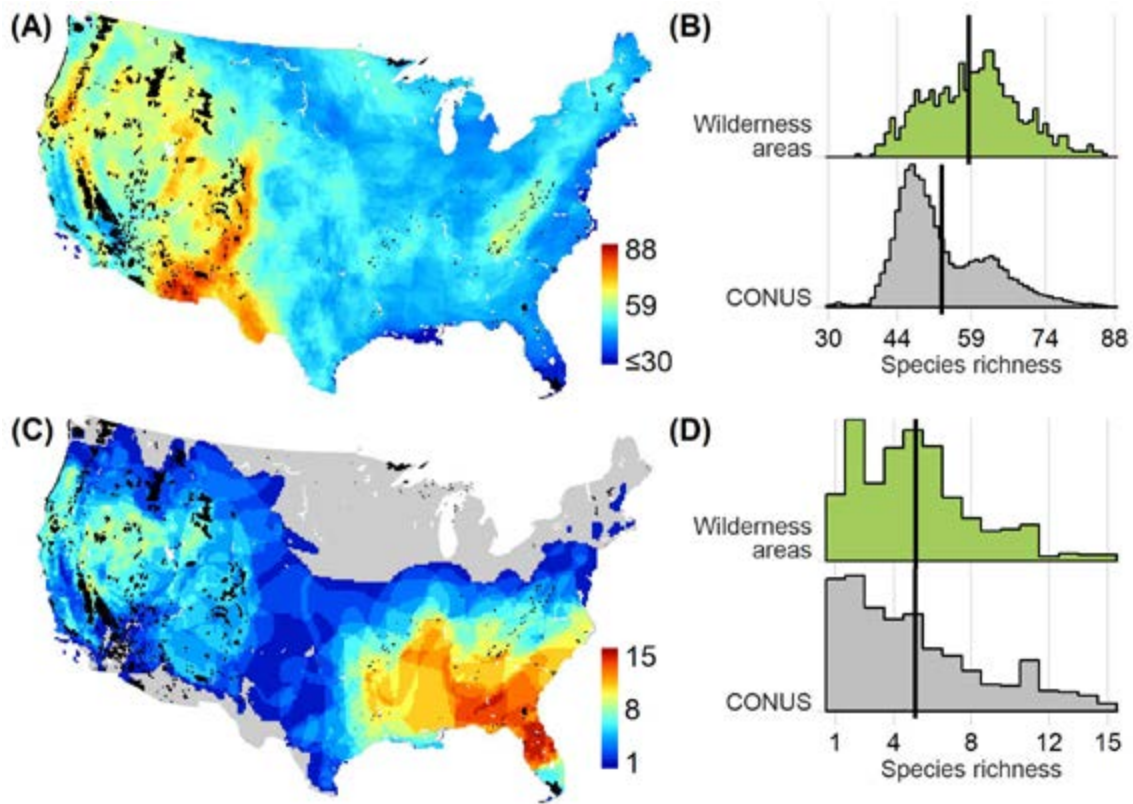 (A)
88
59
≤30
(B)
Wilderness
areas
CONUS
30 44 59 74 88
Species richness
(C)
15
8
1
(D)
Wilderness
areas
CONUS
1 4 8 12 15
Species richness